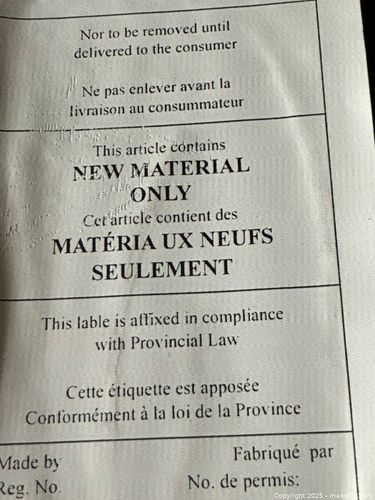 Nor to be removed until
delivered to the consumer
Ne pas enlever avant la
livraison au consummateur
This article contains
NEW MATERIAL
ONLY
Cet article contient des
MATÉRIA UX NEUFS
SEULEMENT
This lable is affixed in compliance
with Provincial Law
Cette étiquette est apposée
Conformément à la loi de la Province
Made by
Fabriqué par
Reg. No.
No. de permis: